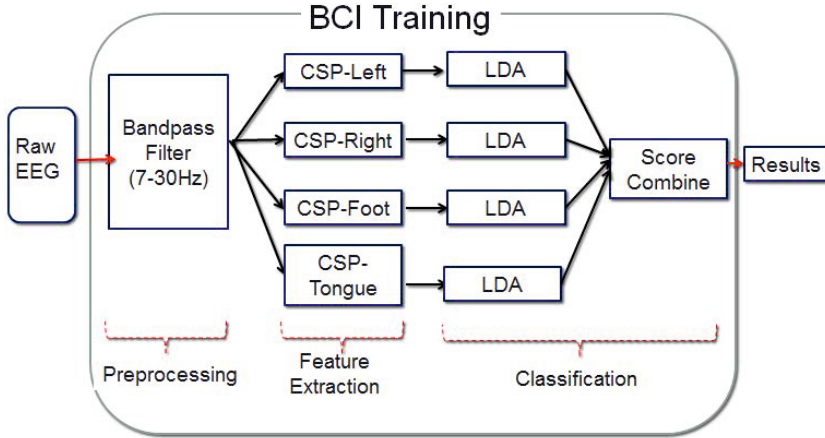 BCI Training
Raw
EEG
Bandpass
Filter
(7-30Hz)
CSP-Left
LDA
CSP-Right
LDA
CSP-Foot
LDA
CSP-
Tongue
LDA
Score
Combine
Results
Preprocessing
Feature
Extraction
Classification